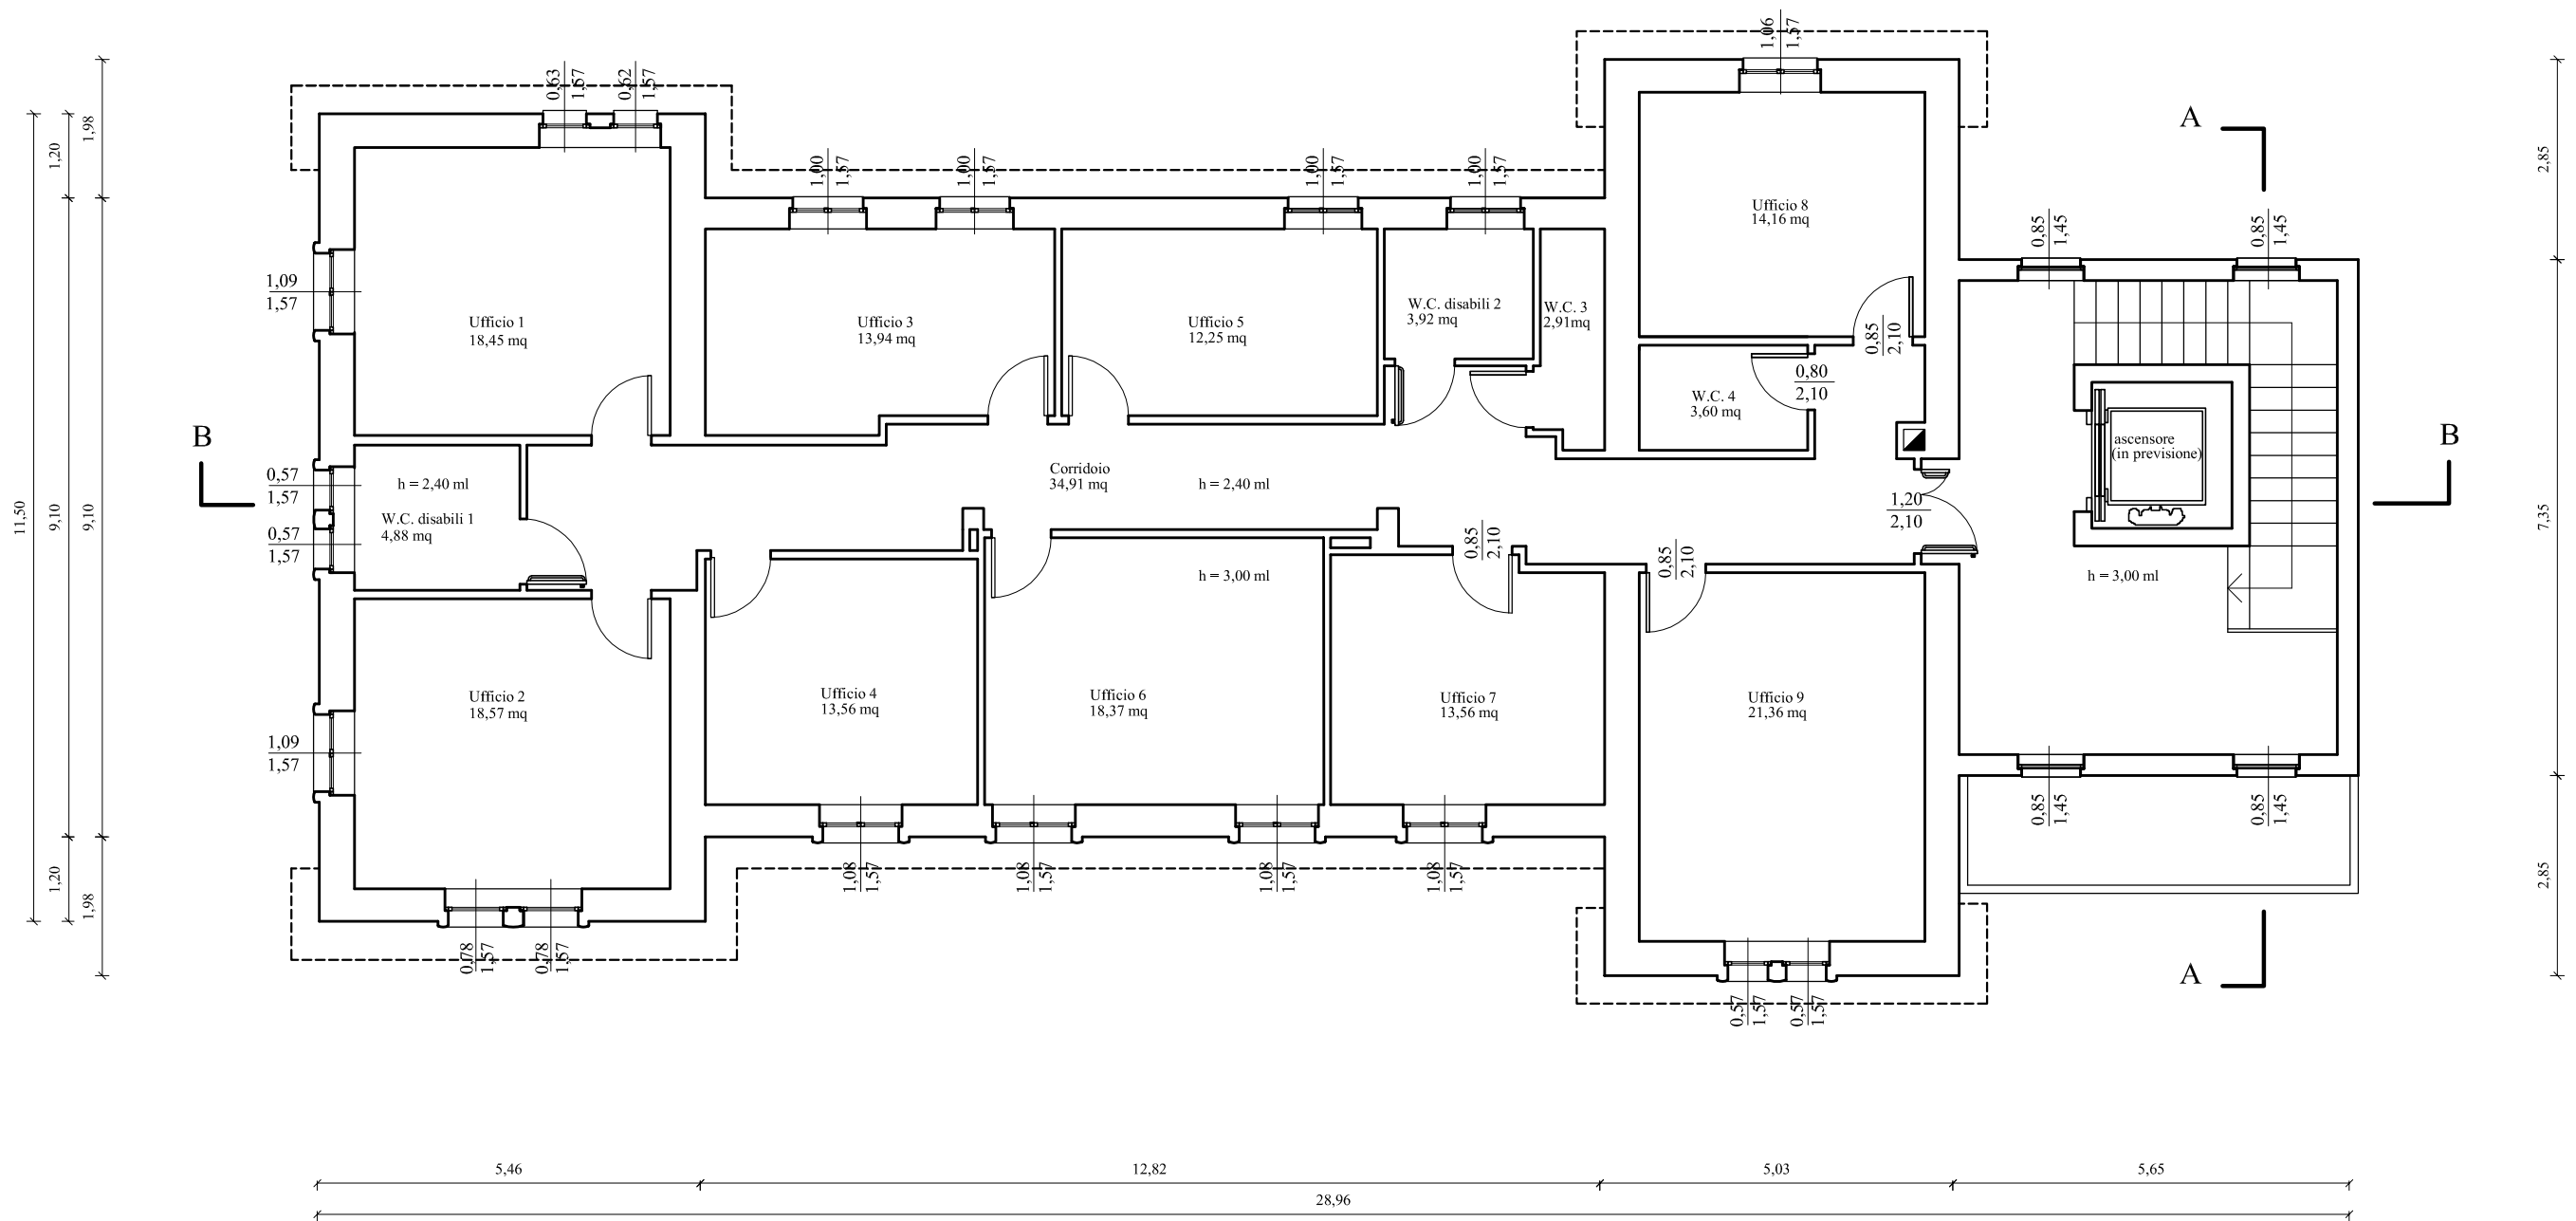 1,06
1,57
0,63
1,57
0,62
1,57
A
1,98
1,20
2,85
1,00
1,57
1,00
1,57
1,00
1,57
1,00
1,57
Ufficio 8
14,16 mq
0,85
1,45
0,85
1,45
1,09
1,57
Ufficio 1
18,45 mq
Ufficio 3
13,94 mq
Ufficio 5
12,25 mq
W.C. disabili 2
3,92 mq
W.C. 3
2,91mq
0,85
2,10
0,80
2,10
W.C. 4
3,60 mq
B
B
ascensore
(in previsione)
0,57
1,57
h = 2,40 ml
Corridoio
34,91 mq
h = 2,40 ml
1,20
2,10
11,50
9,10
9,10
7,35
W.C. disabili 1
4,88 mq
0,57
1,57
0,85
2,10
0,85
2,10
h = 3,00 ml
h = 3,00 ml
Ufficio 2
18,57 mq
Ufficio 4
13,56 mq
Ufficio 6
18,37 mq
Ufficio 7
13,56 mq
Ufficio 9
21,36 mq
1,09
1,57
0,85
1,45
0,85
1,45
1,20
1,98
1,08
1,57
1,08
1,57
1,08
1,57
1,08
1,57
2,85
0,78
1,57
0,78
1,57
A
0,57
1,57
0,57
1,57
5,46
12,82
5,03
5,65
28,96